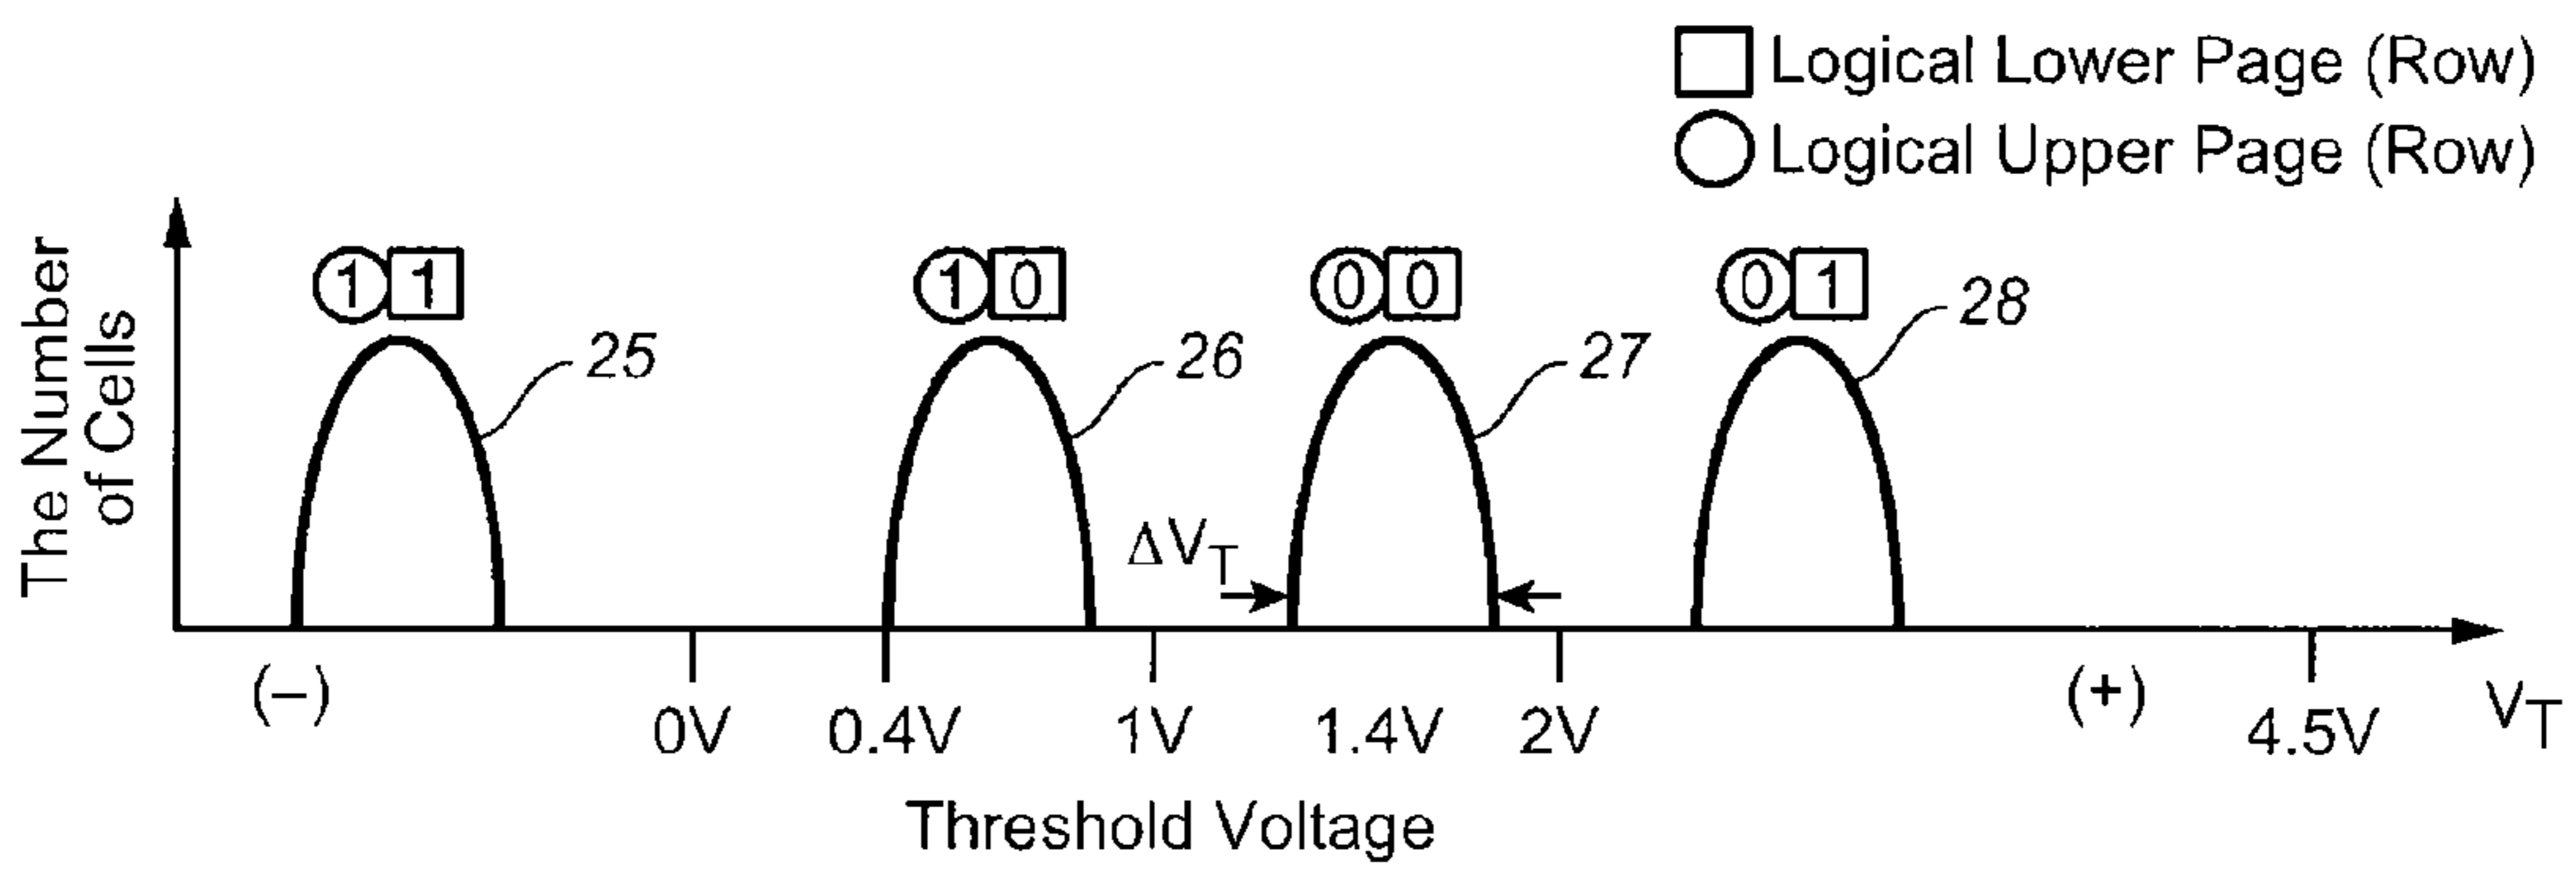 Logical Lower Page (Row)
Logical Upper Page (Row)
The Number
of Cells
1 1
1 0
0 0
0 1
25
26
27
28
ΔVT
(–)
0V
0.4V
1V
1.4V
2V
(+)
4.5V
VT
Threshold Voltage